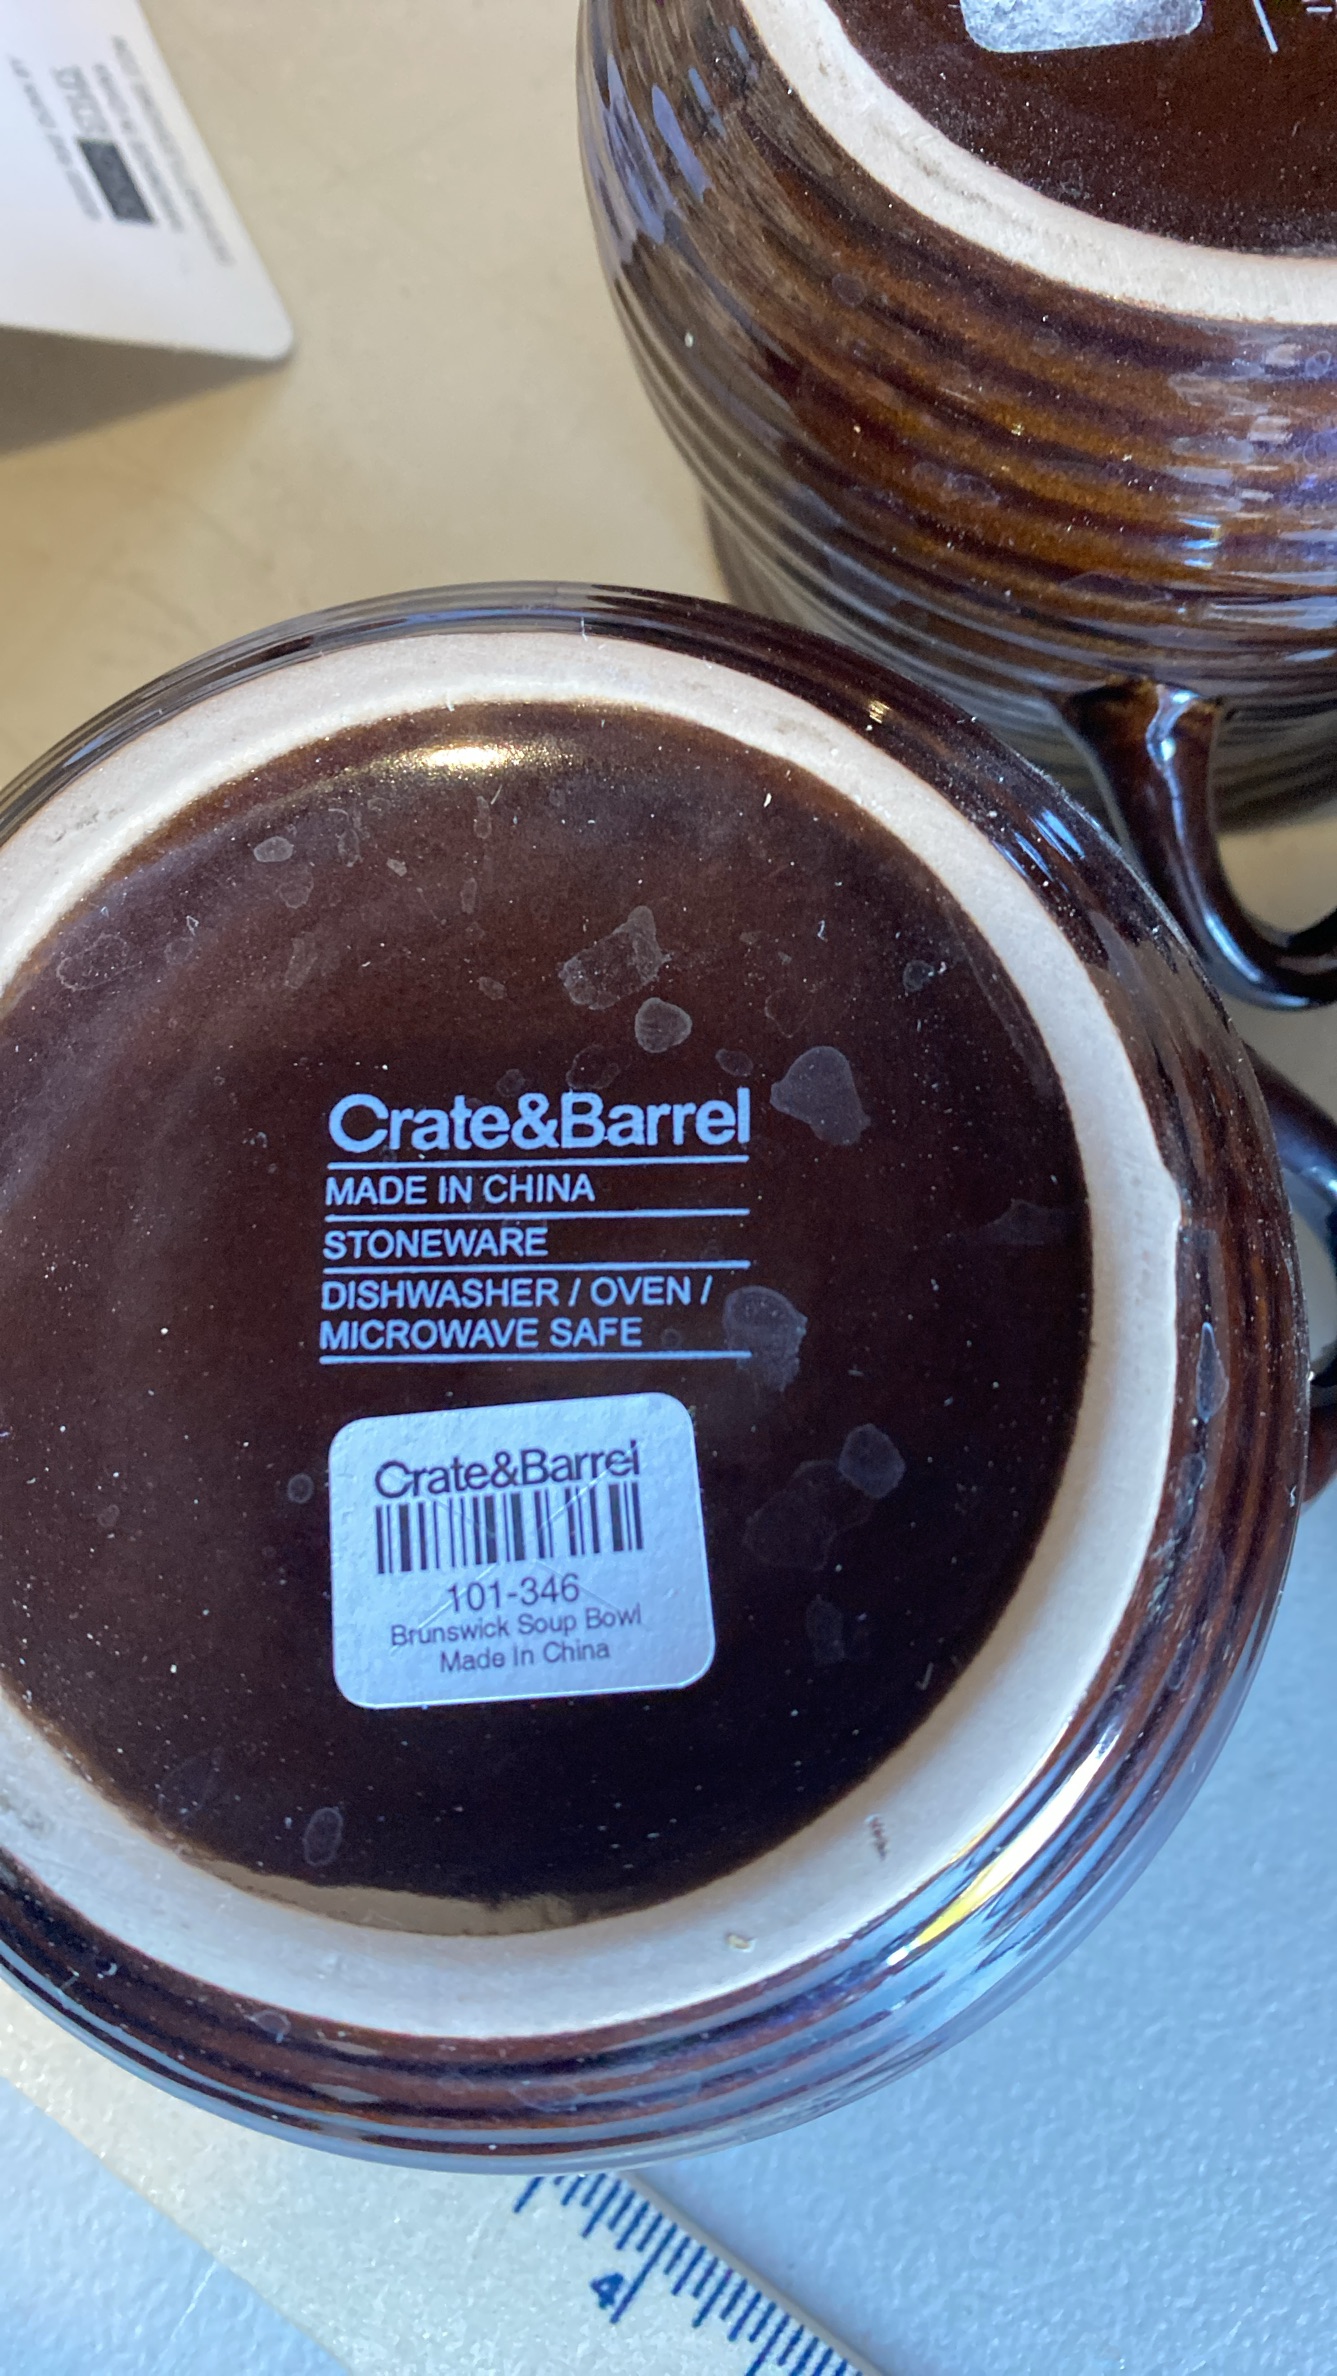 Crate&Barrel
MADE IN CHINA
STONEWARE
DISHWASHER / OVEN /
MICROWAVE SAFE
Crate&Barrel
101-346
Brunswick Soup Bowl
Made In China
4